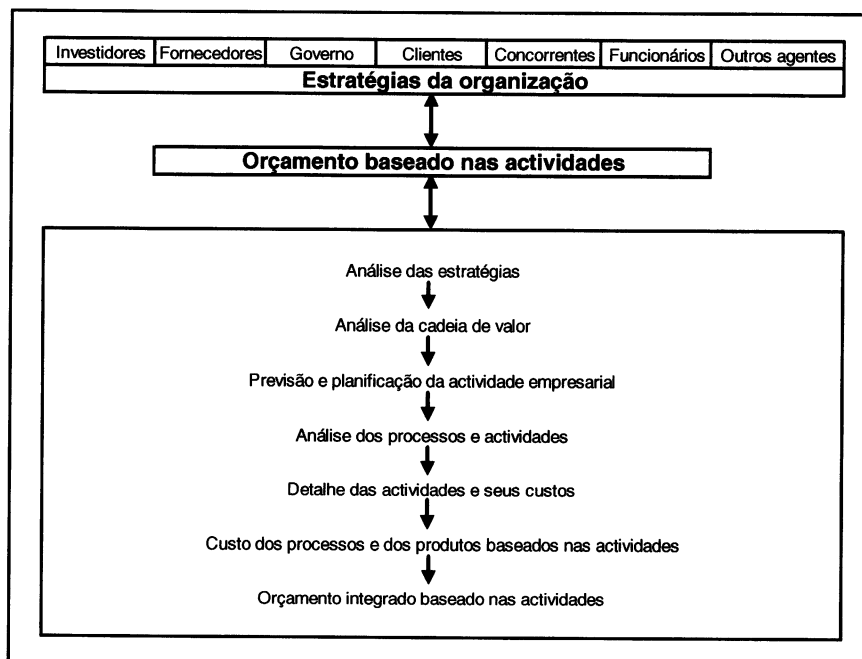 Investidores Fornecedores Governo Clientes Concorrentes Funcionários Outros agentes
Estratégias da organização
Orçamento baseado nas actividades
Análise das estratégias
Análise da cadeia de valor
Previsão e planificação da actividade empresarial
Análise dos processos e actividades
Detalhe das actividades e seus custos
Custo dos processos e dos produtos baseados nas actividades
Orçamento integrado baseado nas actividades